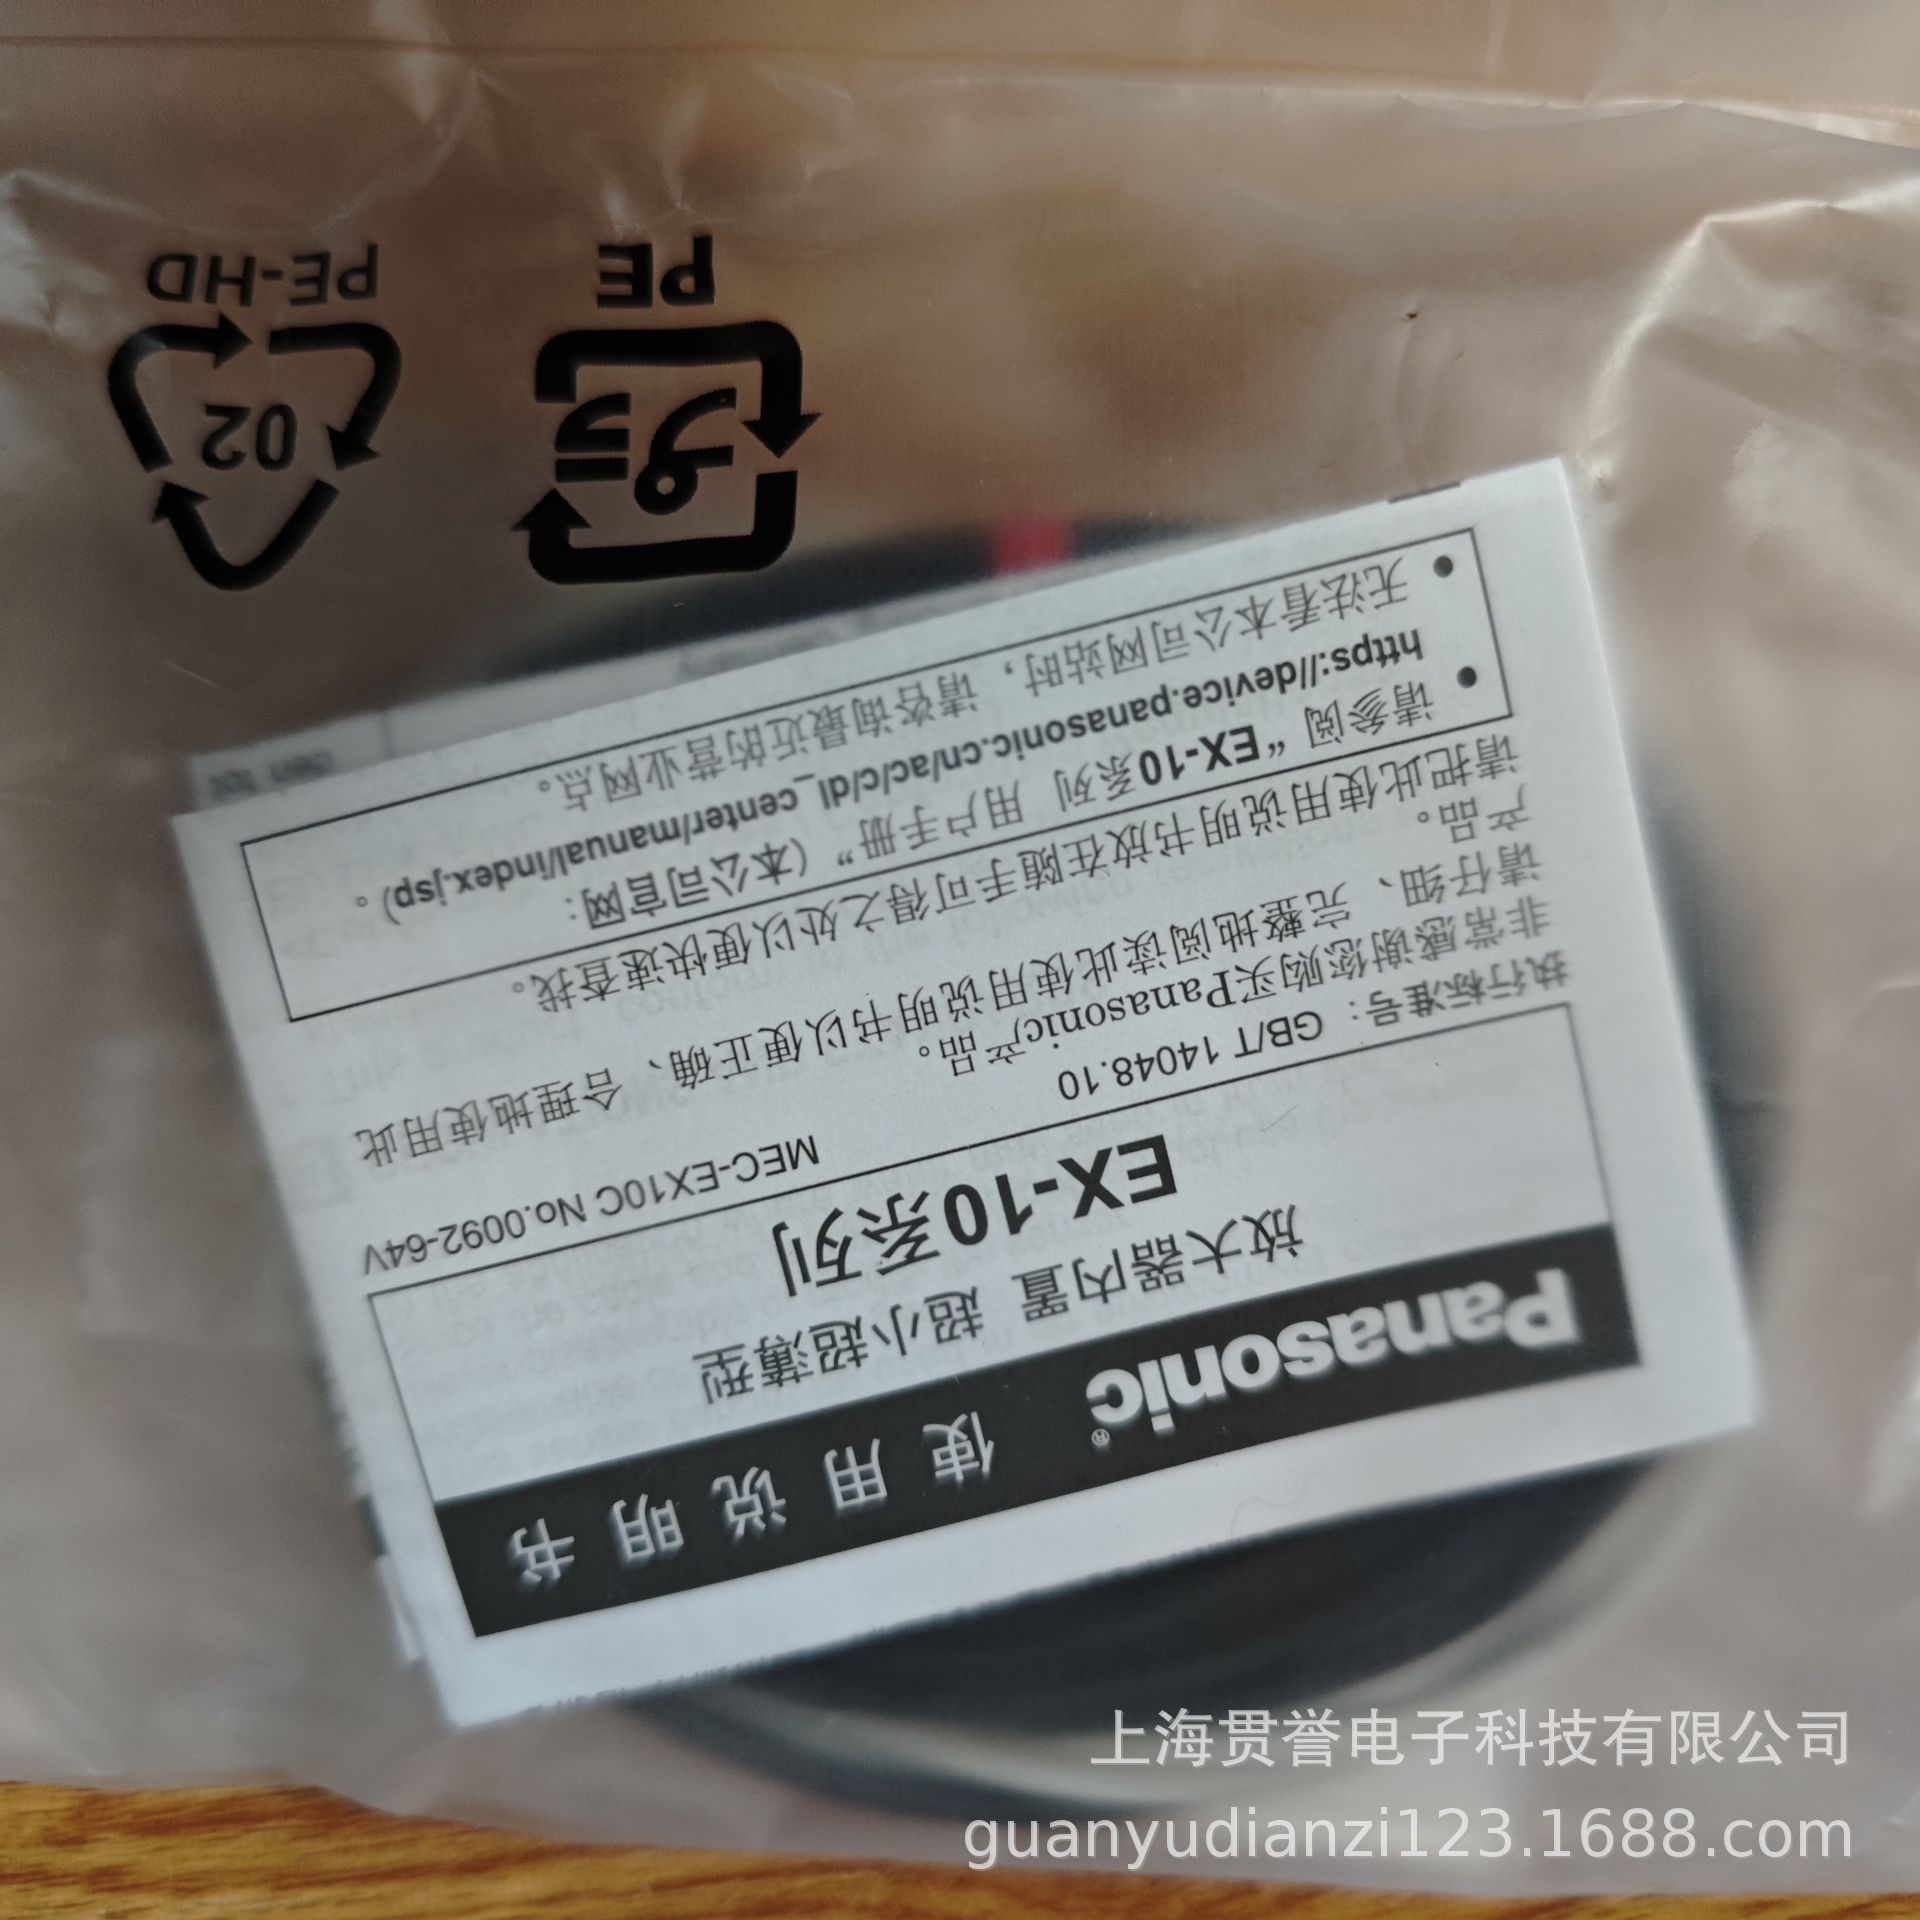 Panasonic® 使用说明书
放大器内置 超小超薄型
EX-10系列
MEC-EX10C No.0092-64V
执行标准号：GB/T 14048.10
非常感谢您购买Panasonic产品。
请仔细、完整地阅读此使用说明书以便正确、合理地使用此
产品。
请把此使用说明书放在随手可得之处以便快速查找。
• 请参阅“EX-10系列 用户手册”（本公司官网：
https://device.panasonic.cn/ac/c/dl_center/manual/index.jsp）。
• 无法看本公司网站时，请咨询最近的营业网点。
プラ
PE
02
PE-HD
上海贯誉电子科技有限公司
guanyudianzi123.1688.com